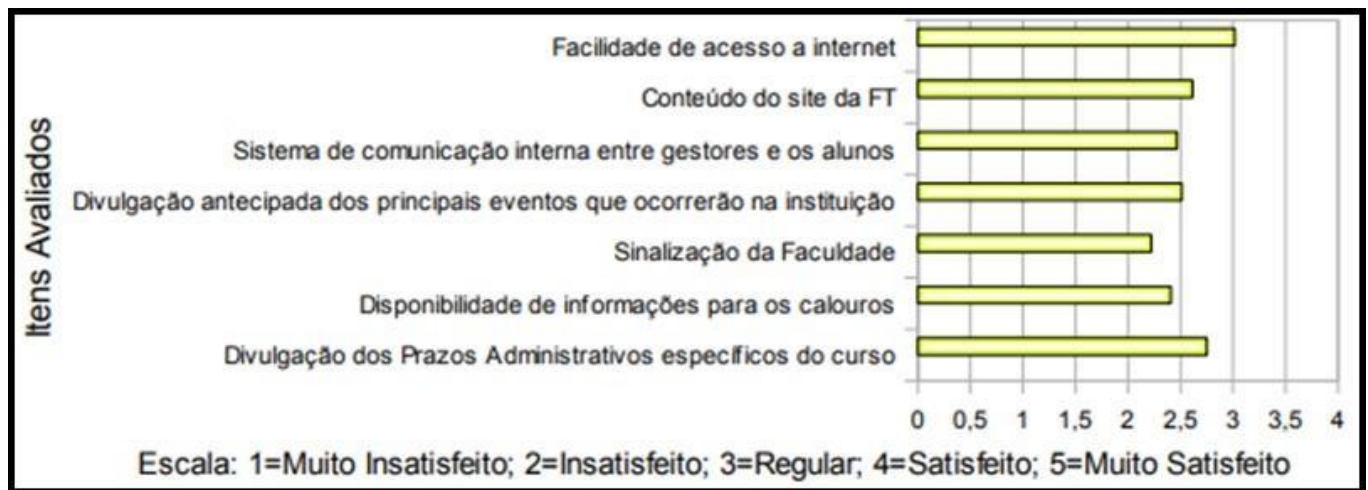 Itens Avaliados
Facilidade de acesso a internet
Conteúdo do site da FT
Sistema de comunicação interna entre gestores e os alunos
Divulgação antecipada dos principais eventos que ocorrerão na instituição
Sinalização da Faculdade
Disponibilidade de informações para os calouros
Divulgação dos Prazos Administrativos específicos do curso
0 0,5 1 1,5 2 2,5 3 3,5 4
Escala: 1=Muito Insatisfeito; 2=Insatisfeito; 3=Regular; 4=Satisfeito; 5=Muito Satisfeito